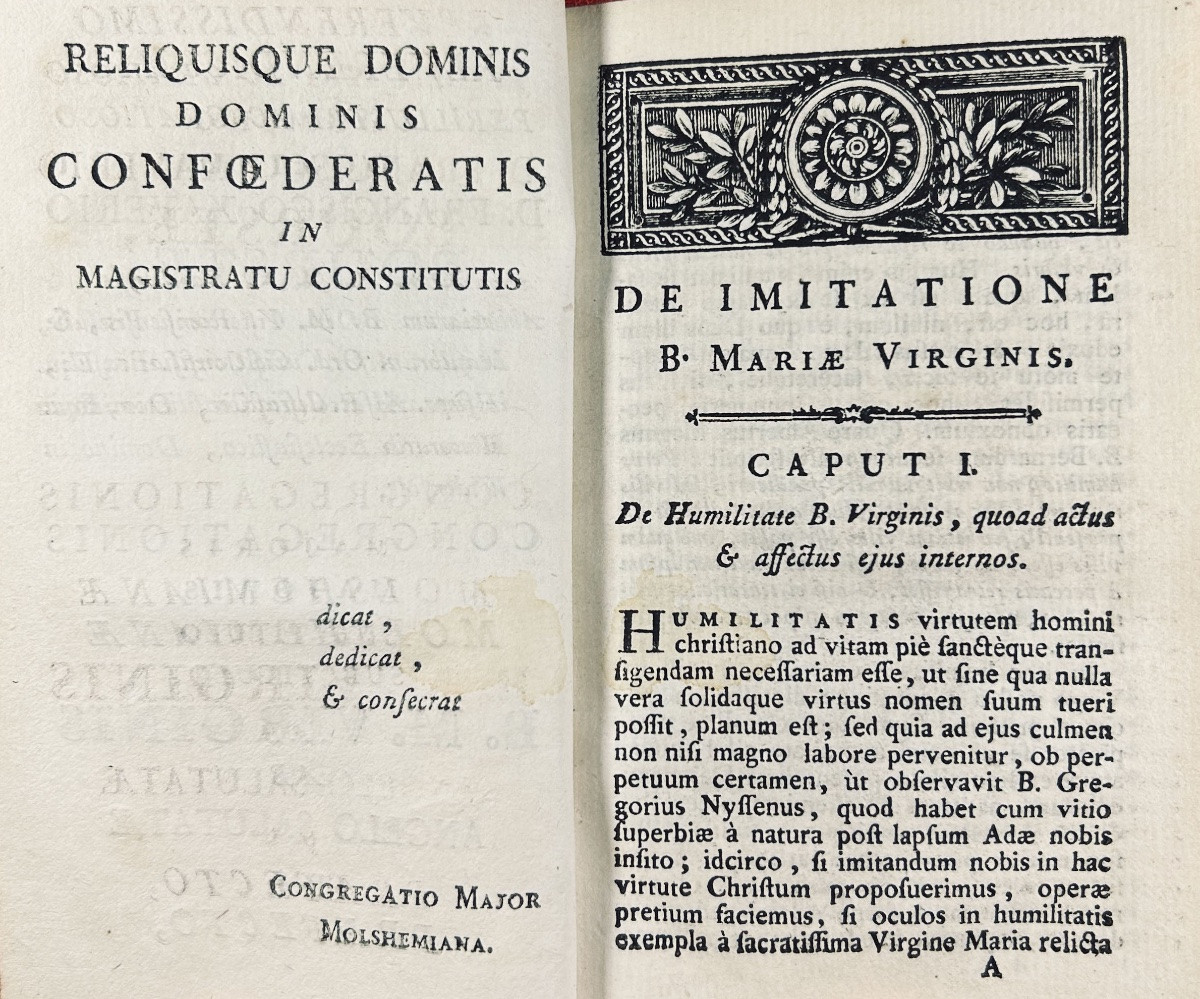 RELIQUISQUE DOMINIS
DOMINIS
CONFŒDERATIS
IN
MAGISTRATU CONSTITUTIS
dicat ,
dedicat ,
& conſecrat
CONGREGATIO MAJOR
MOLSHEMIANA.
DE IMITATIONE
B. MARIÆ VIRGINIS.
CAPUT I.
De Humilitate B. Virginis , quoad actus
& affectus ejus internos.
HUMILITATIS virtutem homini
chriſtiano ad vitam piè ſanctèque tran-
ſigendam neceſſariam eſſe , ut ſine qua nulla
vera ſolidaque virtus nomen ſuum tueri
poſſit , planum eſt ; ſed quia ad ejus culmen
non niſi magno labore pervenitur , ob per-
petuum certamen, ùt obſervavit B. Gre-
gorius Nyſſenus , quod habet cum vitio
ſuperbiæ à natura poſt lapſum Adæ nobis
inſito ; idcirco , ſi imitandum nobis in hac
virtute Chriſtum propoſuerimus , operæ
pretium faciemus, ſi oculos in humilitatis
exempla à ſacratiſſima Virgine Maria relicta
A